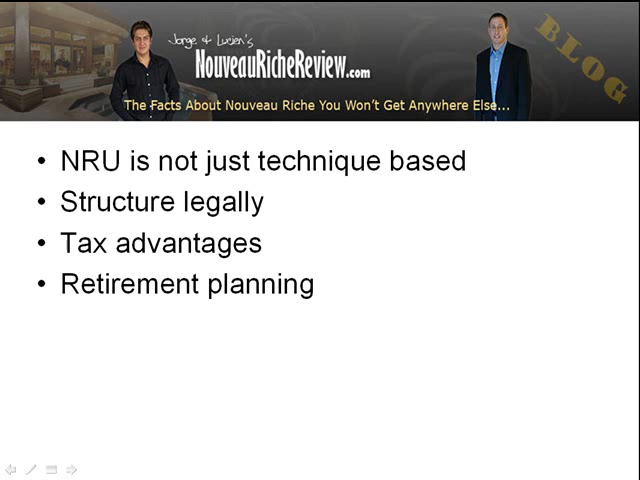 Jorge & Lucien's
NouveauRicheReview.com
BLOG
The Facts About Nouveau Riche You Won't Get Anywhere Else...
• NRU is not just technique based
• Structure legally
• Tax advantages
• Retirement planning